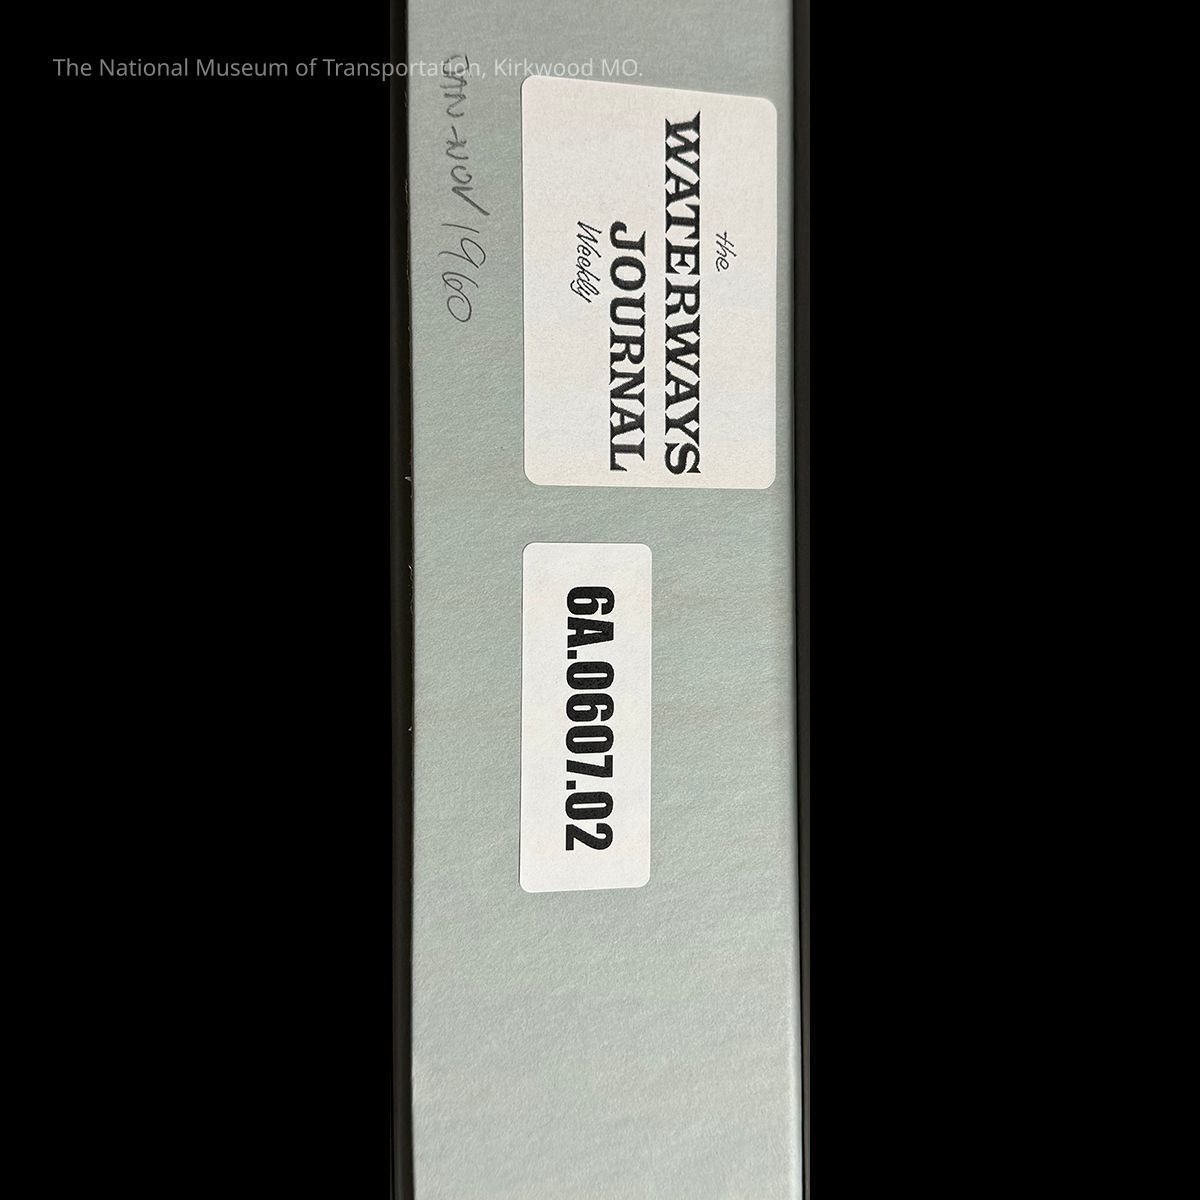 The National Museum of Transportation, Kirkwood MO.
the
WATERWAYS
JOURNAL
Weekly
JAN-NOV 1960
6A.0607.02